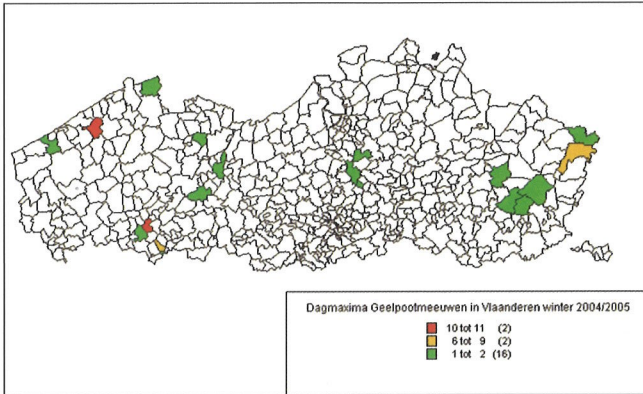 Dagmaxima Geelpootmeeuwen in Vlaanderen winter 2004/2005
10 tot 11 (2)
6 tot 9 (2)
1 tot 2 (16)